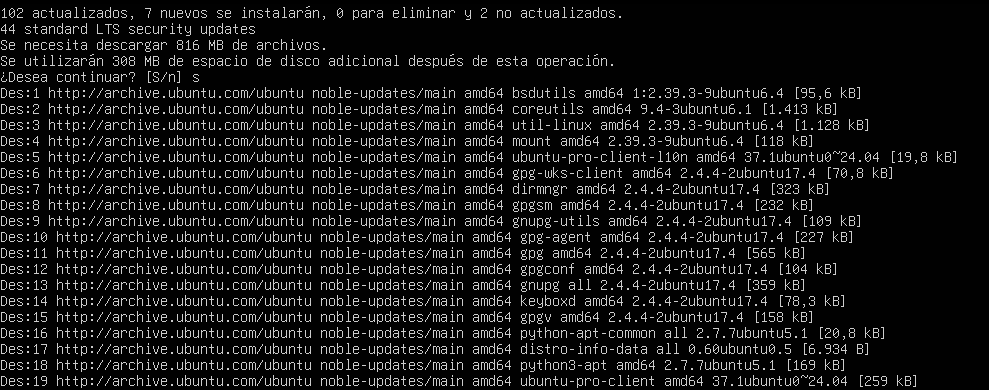 102 actualizados, 7 nuevos se instalarán, 0 para eliminar y 2 no actualizados.
44 standard LTS security updates
Se necesita descargar 816 MB de archivos.
Se utilizarán 308 MB de espacio de disco adicional después de esta operación.
¿Desea continuar? [S/n] s
Des:1 http://archive.ubuntu.com/ubuntu noble-updates/main amd64 bsdutils amd64 1:2.39.3-9ubuntu6.4 [95,6 kB]
Des:2 http://archive.ubuntu.com/ubuntu noble-updates/main amd64 coreutils amd64 9.4-3ubuntu6.1 [1.413 kB]
Des:3 http://archive.ubuntu.com/ubuntu noble-updates/main amd64 util-linux amd64 2.39.3-9ubuntu6.4 [1.128 kB]
Des:4 http://archive.ubuntu.com/ubuntu noble-updates/main amd64 mount amd64 2.39.3-9ubuntu6.4 [118 kB]
Des:5 http://archive.ubuntu.com/ubuntu noble-updates/main amd64 ubuntu-pro-client-l10n amd64 37.1ubuntu0~24.04 [19,8 kB]
Des:6 http://archive.ubuntu.com/ubuntu noble-updates/main amd64 gpg-wks-client amd64 2.4.4-2ubuntu17.4 [70,8 kB]
Des:7 http://archive.ubuntu.com/ubuntu noble-updates/main amd64 dirmngr amd64 2.4.4-2ubuntu17.4 [323 kB]
Des:8 http://archive.ubuntu.com/ubuntu noble-updates/main amd64 gpgsm amd64 2.4.4-2ubuntu17.4 [232 kB]
Des:9 http://archive.ubuntu.com/ubuntu noble-updates/main amd64 gnupg-utils amd64 2.4.4-2ubuntu17.4 [109 kB]
Des:10 http://archive.ubuntu.com/ubuntu noble-updates/main amd64 gpg-agent amd64 2.4.4-2ubuntu17.4 [227 kB]
Des:11 http://archive.ubuntu.com/ubuntu noble-updates/main amd64 gpg amd64 2.4.4-2ubuntu17.4 [565 kB]
Des:12 http://archive.ubuntu.com/ubuntu noble-updates/main amd64 gpgconf amd64 2.4.4-2ubuntu17.4 [104 kB]
Des:13 http://archive.ubuntu.com/ubuntu noble-updates/main amd64 gnupg all 2.4.4-2ubuntu17.4 [359 kB]
Des:14 http://archive.ubuntu.com/ubuntu noble-updates/main amd64 keyboxd amd64 2.4.4-2ubuntu17.4 [78,3 kB]
Des:15 http://archive.ubuntu.com/ubuntu noble-updates/main amd64 gpgv amd64 2.4.4-2ubuntu17.4 [158 kB]
Des:16 http://archive.ubuntu.com/ubuntu noble-updates/main amd64 python-apt-common all 2.7.7ubuntu5.1 [20,8 kB]
Des:17 http://archive.ubuntu.com/ubuntu noble-updates/main amd64 distro-info-data all 0.60ubuntu0.5 [6.934 B]
Des:18 http://archive.ubuntu.com/ubuntu noble-updates/main amd64 python3-apt amd64 2.7.7ubuntu5.1 [169 kB]
Des:19 http://archive.ubuntu.com/ubuntu noble-updates/main amd64 ubuntu-pro-client amd64 37.1ubuntu0~24.04 [259 kB]